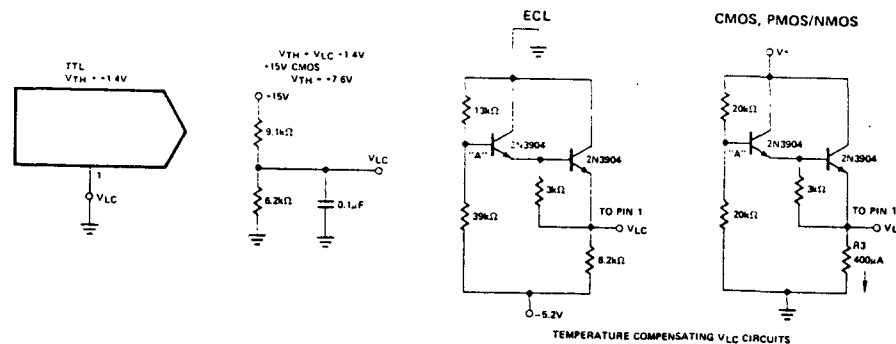 ECL
CMOS, PMOS/NMOS
TTL
VTH = +1.4V
1
VLC
VTH = VLC +1.4V
+15V CMOS
VTH = +7.6V
+15V
9.1kΩ
VLC
6.2kΩ
0.1μF
13kΩ
"A"
2N3904
2N3904
3kΩ
39kΩ
TO PIN 1
VLC
6.2kΩ
-5.2V
V+
20kΩ
"A"
2N3904
2N3904
3kΩ
20kΩ
TO PIN 1
VL
R3
400μA
TEMPERATURE COMPENSATING VLC CIRCUITS